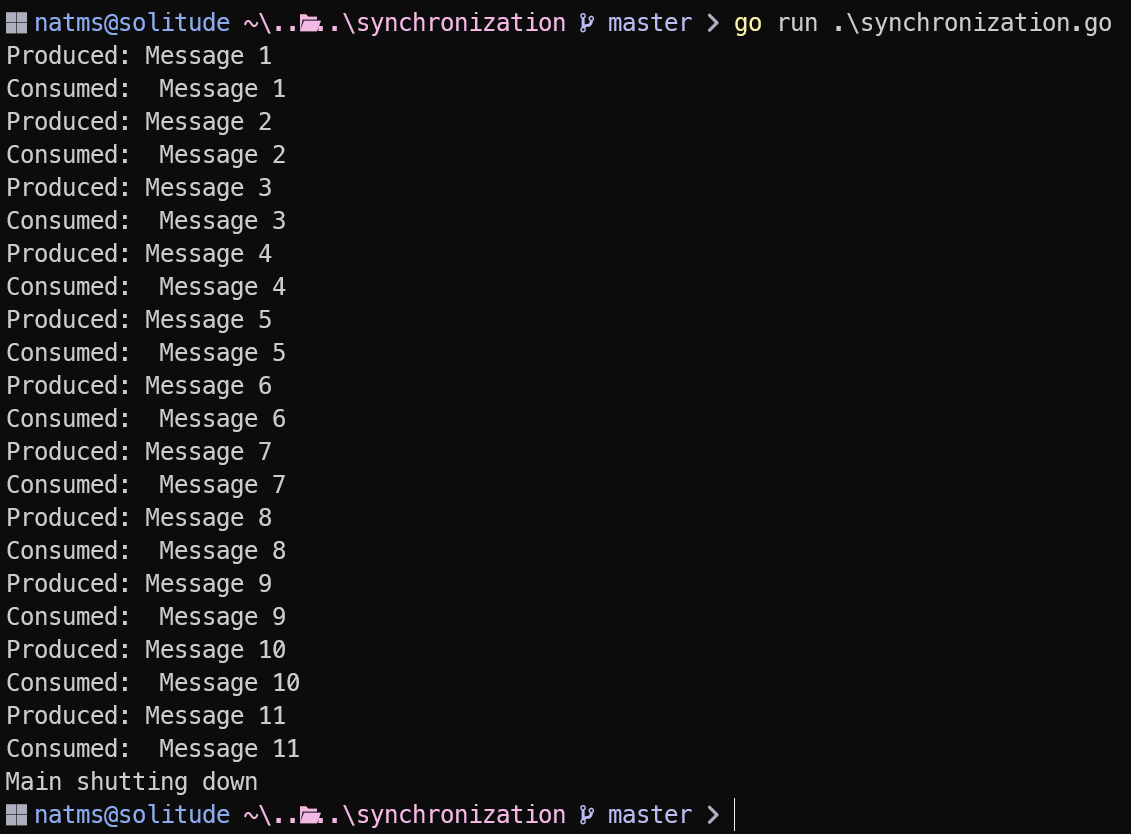 natms@solitude ~\....\synchronization master > go run .\synchronization.go
Produced: Message 1
Consumed:  Message 1
Produced: Message 2
Consumed:  Message 2
Produced: Message 3
Consumed:  Message 3
Produced: Message 4
Consumed:  Message 4
Produced: Message 5
Consumed:  Message 5
Produced: Message 6
Consumed:  Message 6
Produced: Message 7
Consumed:  Message 7
Produced: Message 8
Consumed:  Message 8
Produced: Message 9
Consumed:  Message 9
Produced: Message 10
Consumed:  Message 10
Produced: Message 11
Consumed:  Message 11
Main shutting down
natms@solitude ~\....\synchronization master >